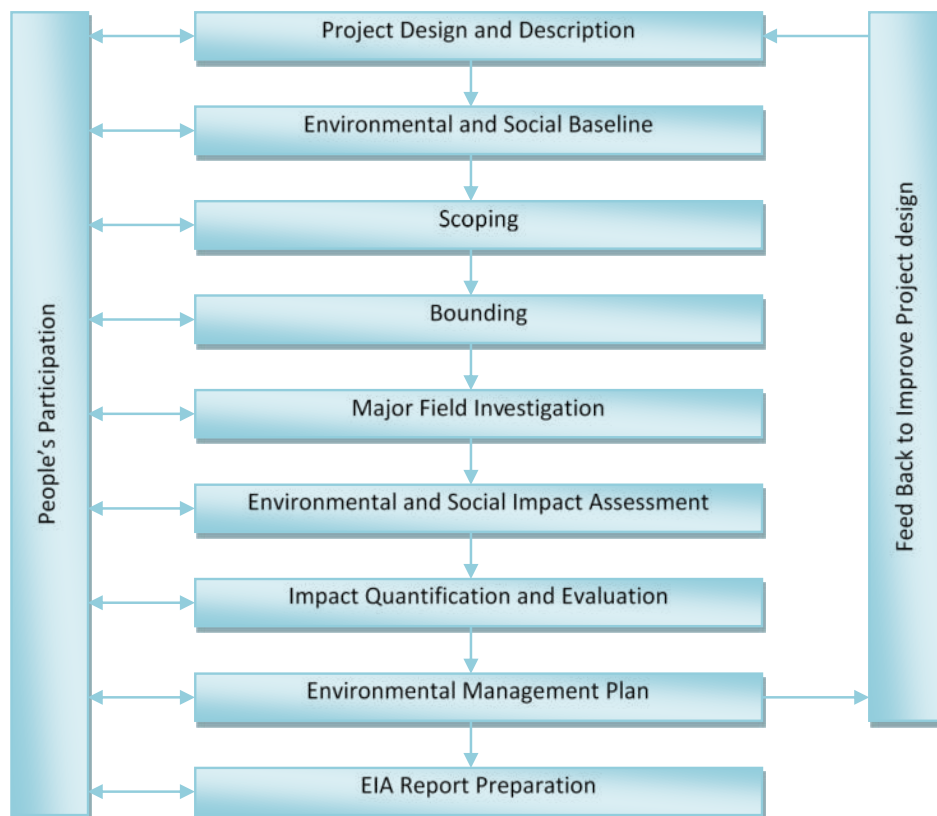 Project Design and Description
Environmental and Social Baseline
Scoping
Bounding
Major Field Investigation
Environmental and Social Impact Assessment
Impact Quantification and Evaluation
Environmental Management Plan
EIA Report Preparation
People's Participation
Feed Back to Improve Project design